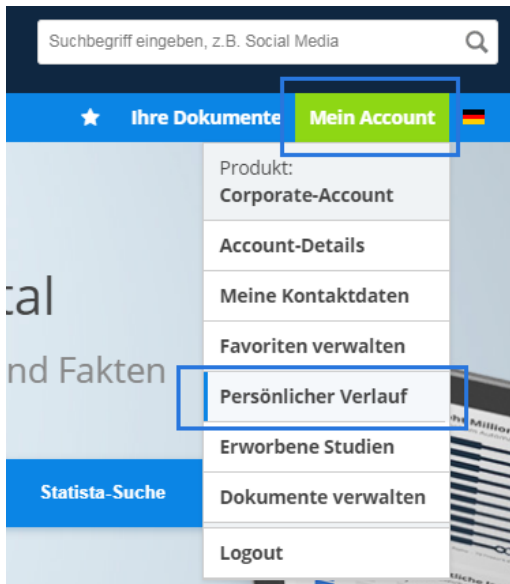 Suchbegriff eingeben, z.B. Social Media
Ihre Dokumente Mein Account
Produkt:
Corporate-Account
Account-Details
Meine Kontaktdaten
tal
Favoriten verwalten
nd Fakten
Persönlicher Verlauf
Erworbene Studien
Statista-Suche
Dokumente verwalten
Logout